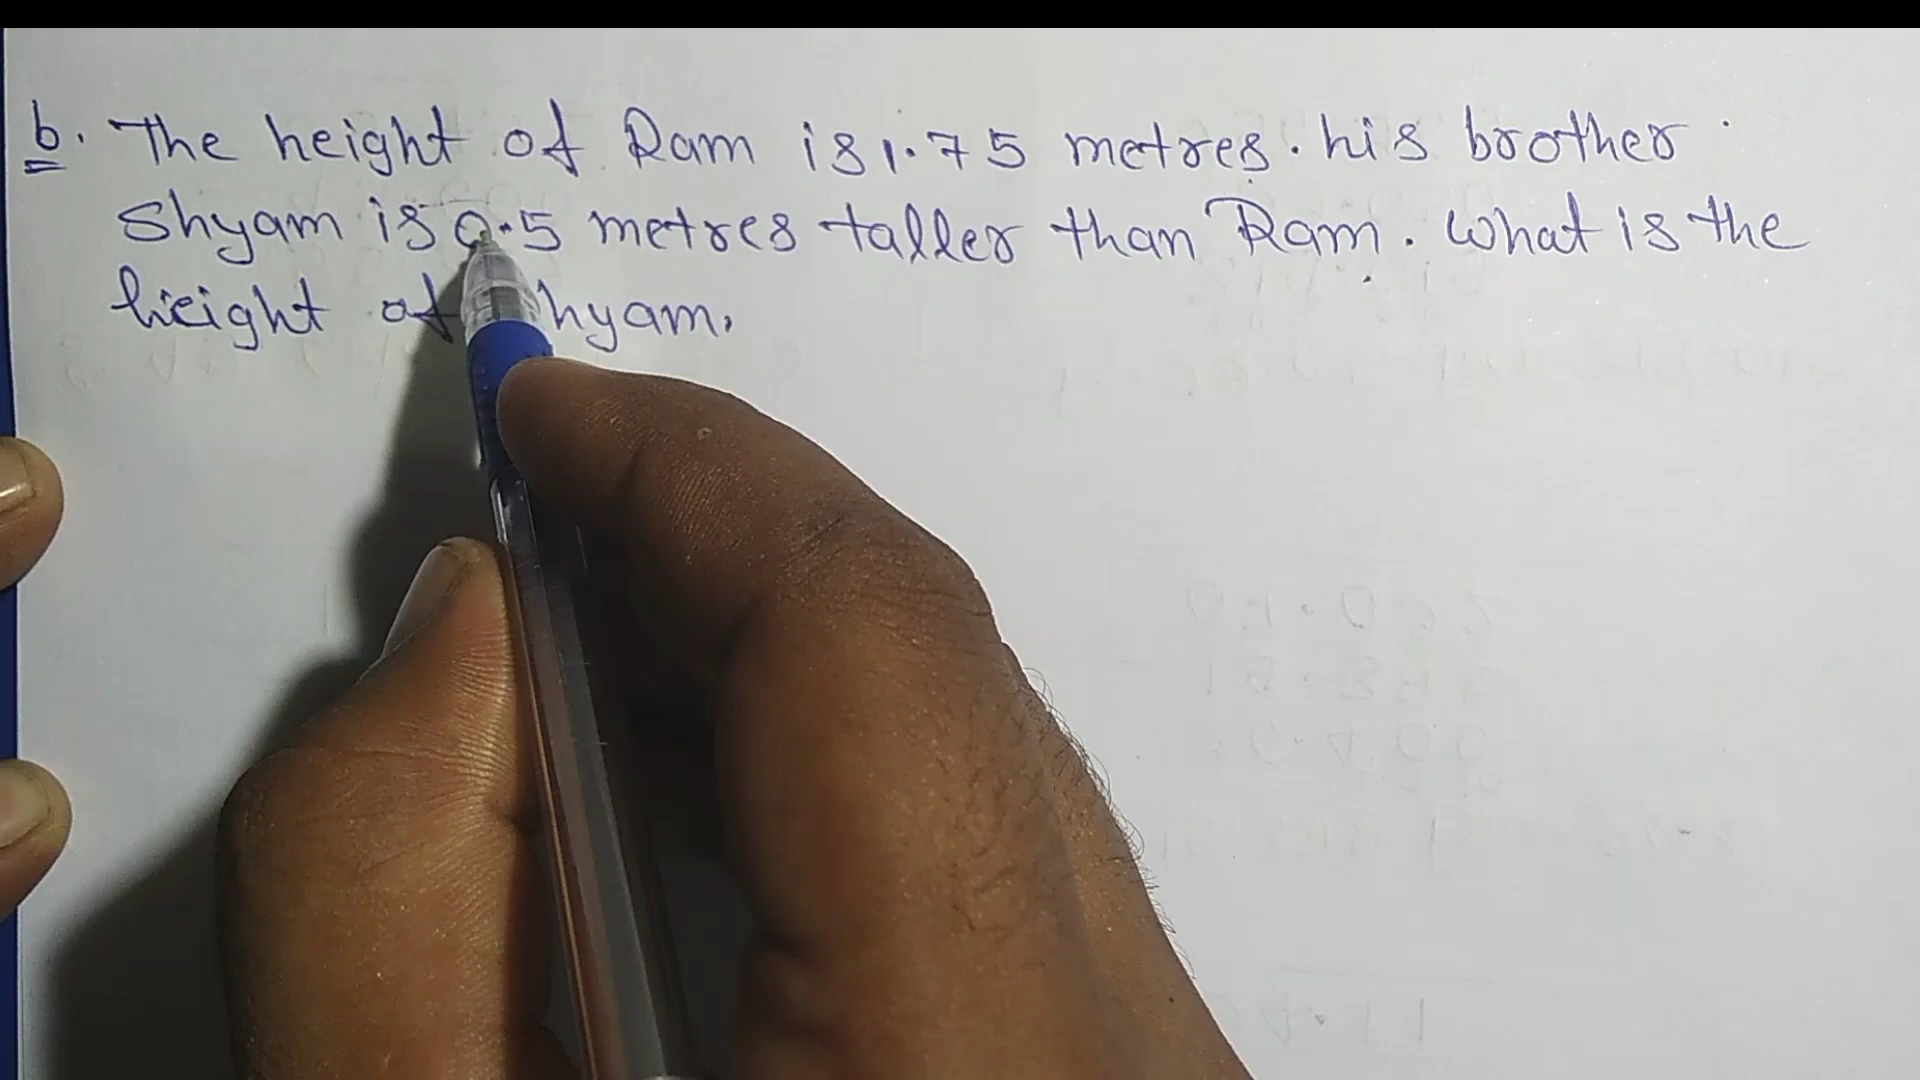 b. The height of Ram is 1.75 metres. his brother
Shyam is 0.5 metres taller than Ram. What is the
height of hyam.